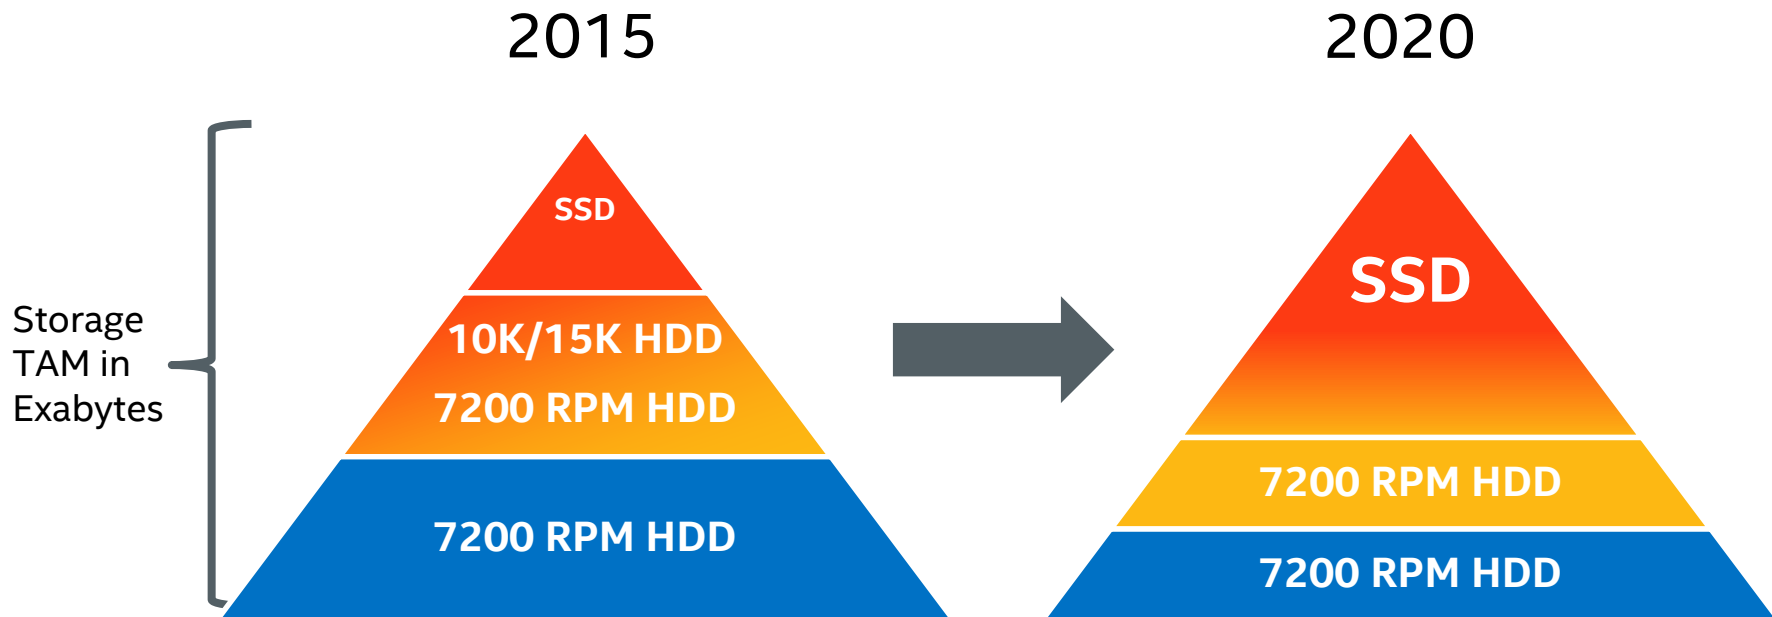 2015
2020
Storage
TAM in
Exabytes
SSD
10K/15K HDD
7200 RPM HDD
7200 RPM HDD
SSD
7200 RPM HDD
7200 RPM HDD